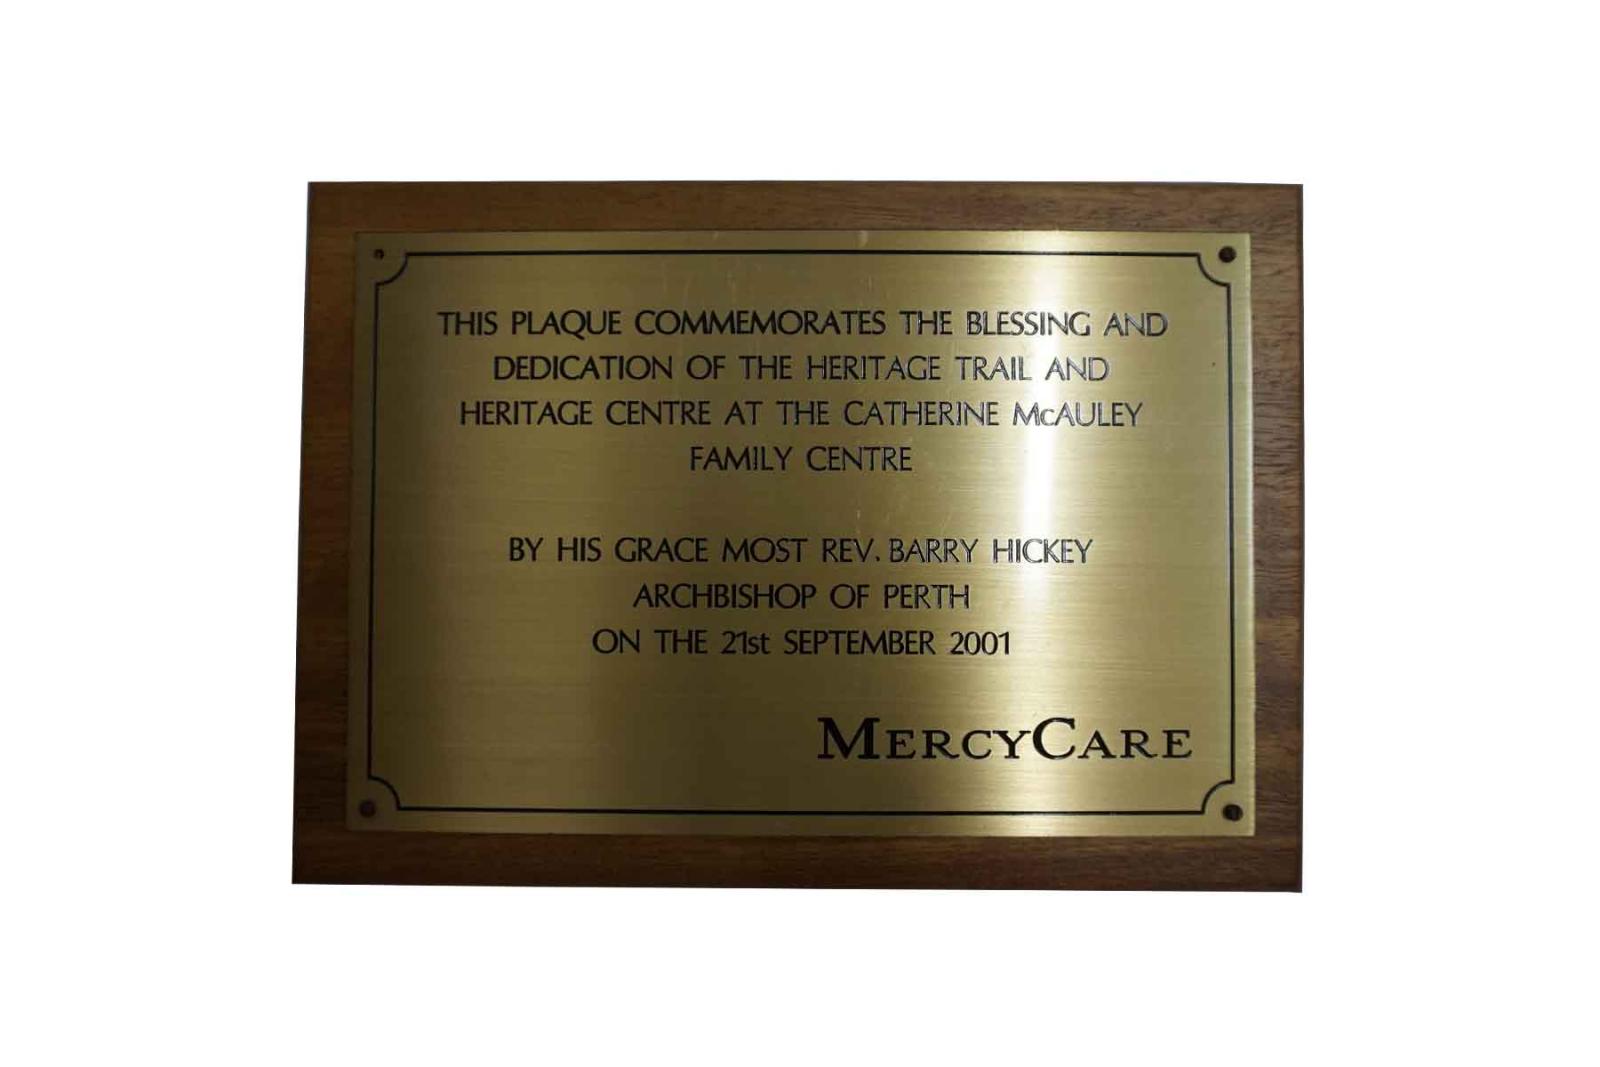 THIS PLAQUE COMMEMORATES THE BLESSING AND
DEDICATION OF THE HERITAGE TRAIL AND
HERITAGE CENTRE AT THE CATHERINE McAULEY
FAMILY CENTRE
BY HIS GRACE MOST REV. BARRY HICKEY
ARCHBISHOP OF PERTH
ON THE 21st SEPTEMBER 2001
MERCYCARE